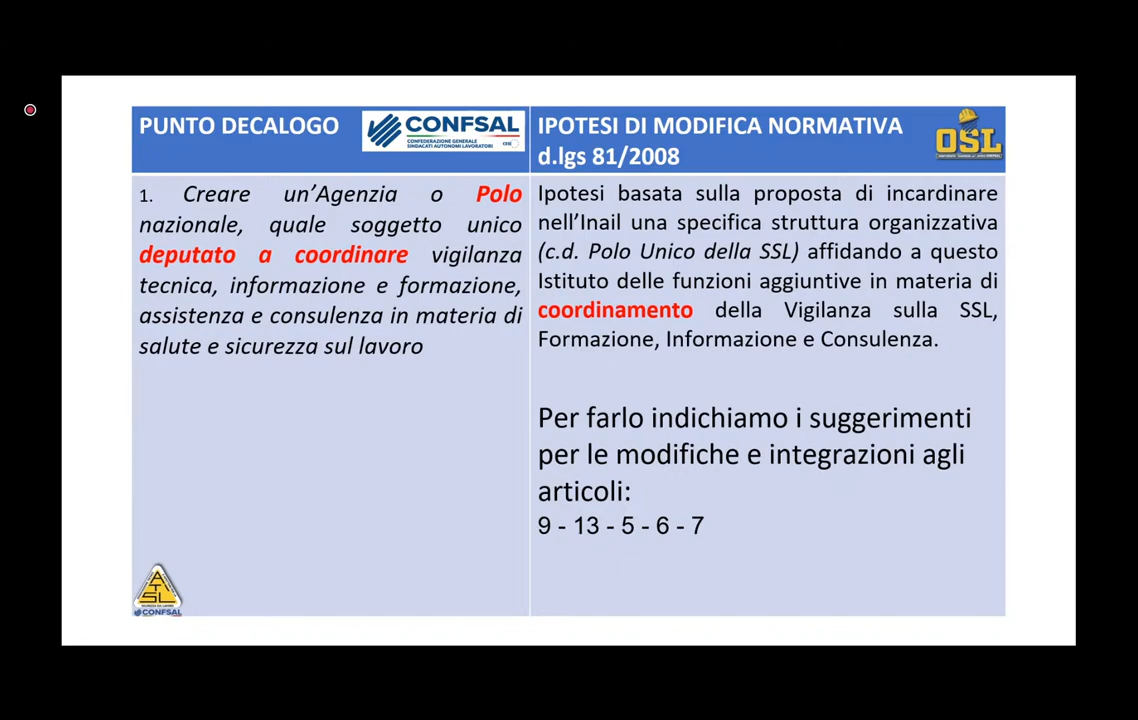 PUNTO DECALOGO
CONFSAL
CONFEDERAZIONE GENERALE
SINDACATI AUTONOMI LAVORATORI
IPOTESI DI MODIFICA NORMATIVA
d.lgs 81/2008
OSL
1. Creare un’Agenzia o Polo
nazionale, quale soggetto unico
deputato a coordinare vigilanza
tecnica, informazione e formazione,
assistenza e consulenza in materia di
salute e sicurezza sul lavoro
Ipotesi basata sulla proposta di incardinare
nell’Inail una specifica struttura organizzativa
(c.d. Polo Unico della SSL) affidando a questo
Istituto delle funzioni aggiuntive in materia di
coordinamento della Vigilanza sulla SSL,
Formazione, Informazione e Consulenza.
Per farlo indichiamo i suggerimenti
per le modifiche e integrazioni agli
articoli:
9 - 13 - 5 - 6 - 7
ATSL
CONFSAL